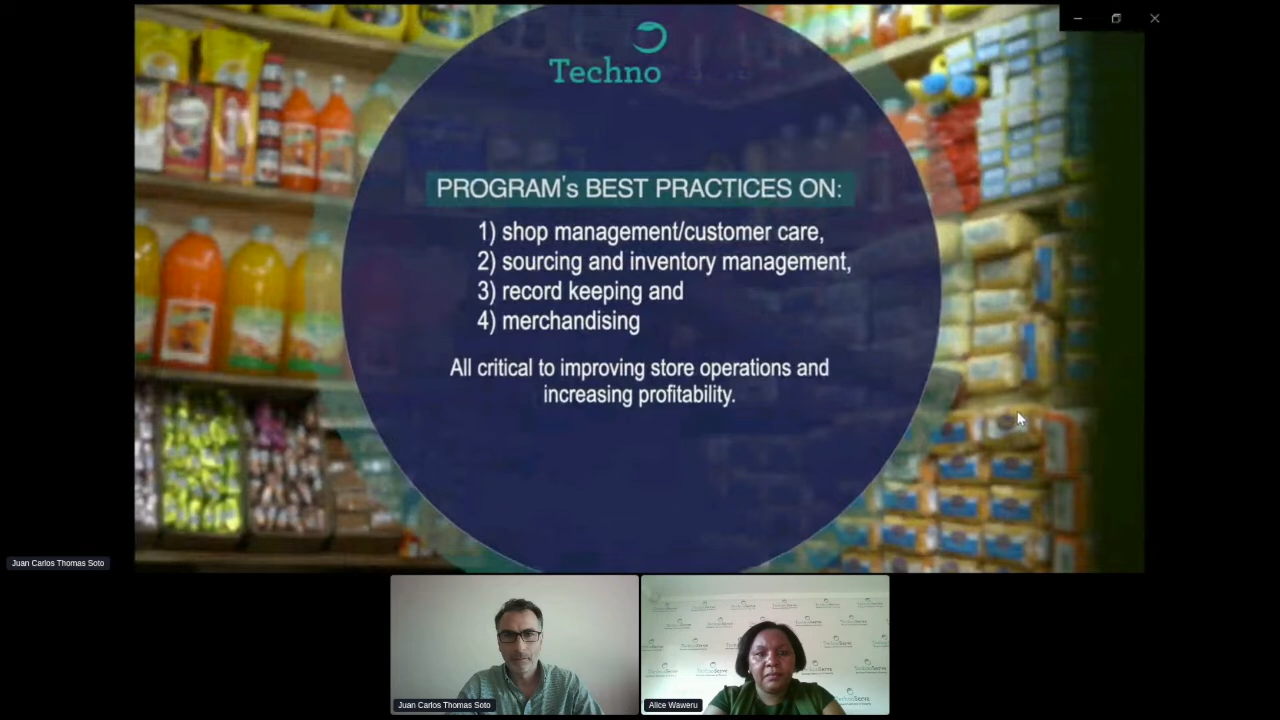 Techno
PROGRAM's BEST PRACTICES ON:
1) shop management/customer care,
2) sourcing and inventory management,
3) record keeping and
4) merchandising
All critical to improving store operations and
increasing profitability.
Juan Carlos Thomas Soto
Juan Carlos Thomas Soto
Alice Waweru